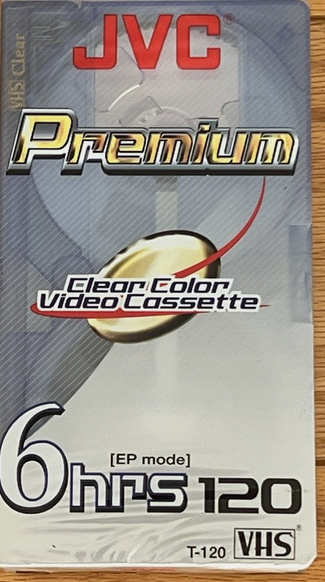 JVC®
VHS! Clear
Premium
Clear Color
Video Cassette
[EP mode]
6hrs 120
T-120 VHS®